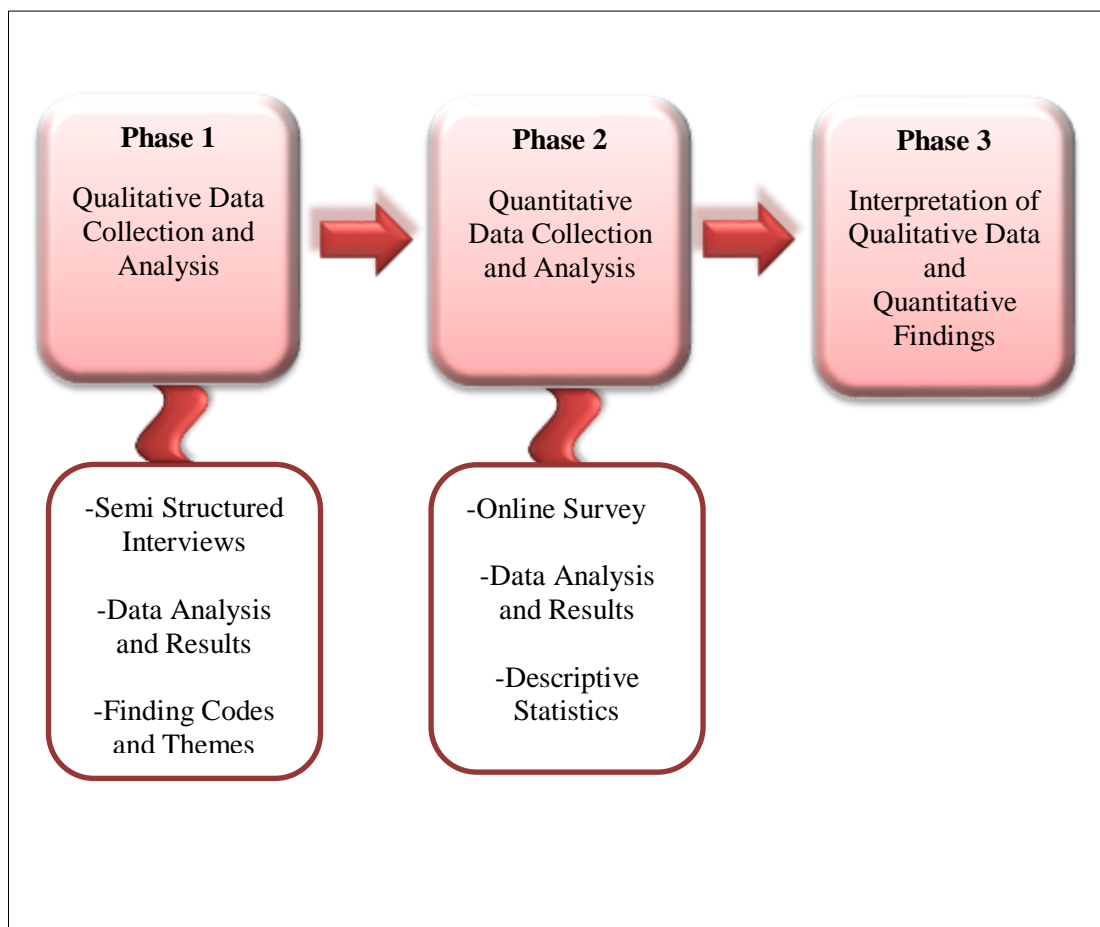 Phase 1
Qualitative Data
Collection and
Analysis
Phase 2
Quantitative
Data Collection
and Analysis
Phase 3
Interpretation of
Qualitative Data
and
Quantitative
Findings
-Semi Structured
Interviews
-Data Analysis
and Results
-Finding Codes
and Themes
-Online Survey
-Data Analysis
and Results
-Descriptive
Statistics